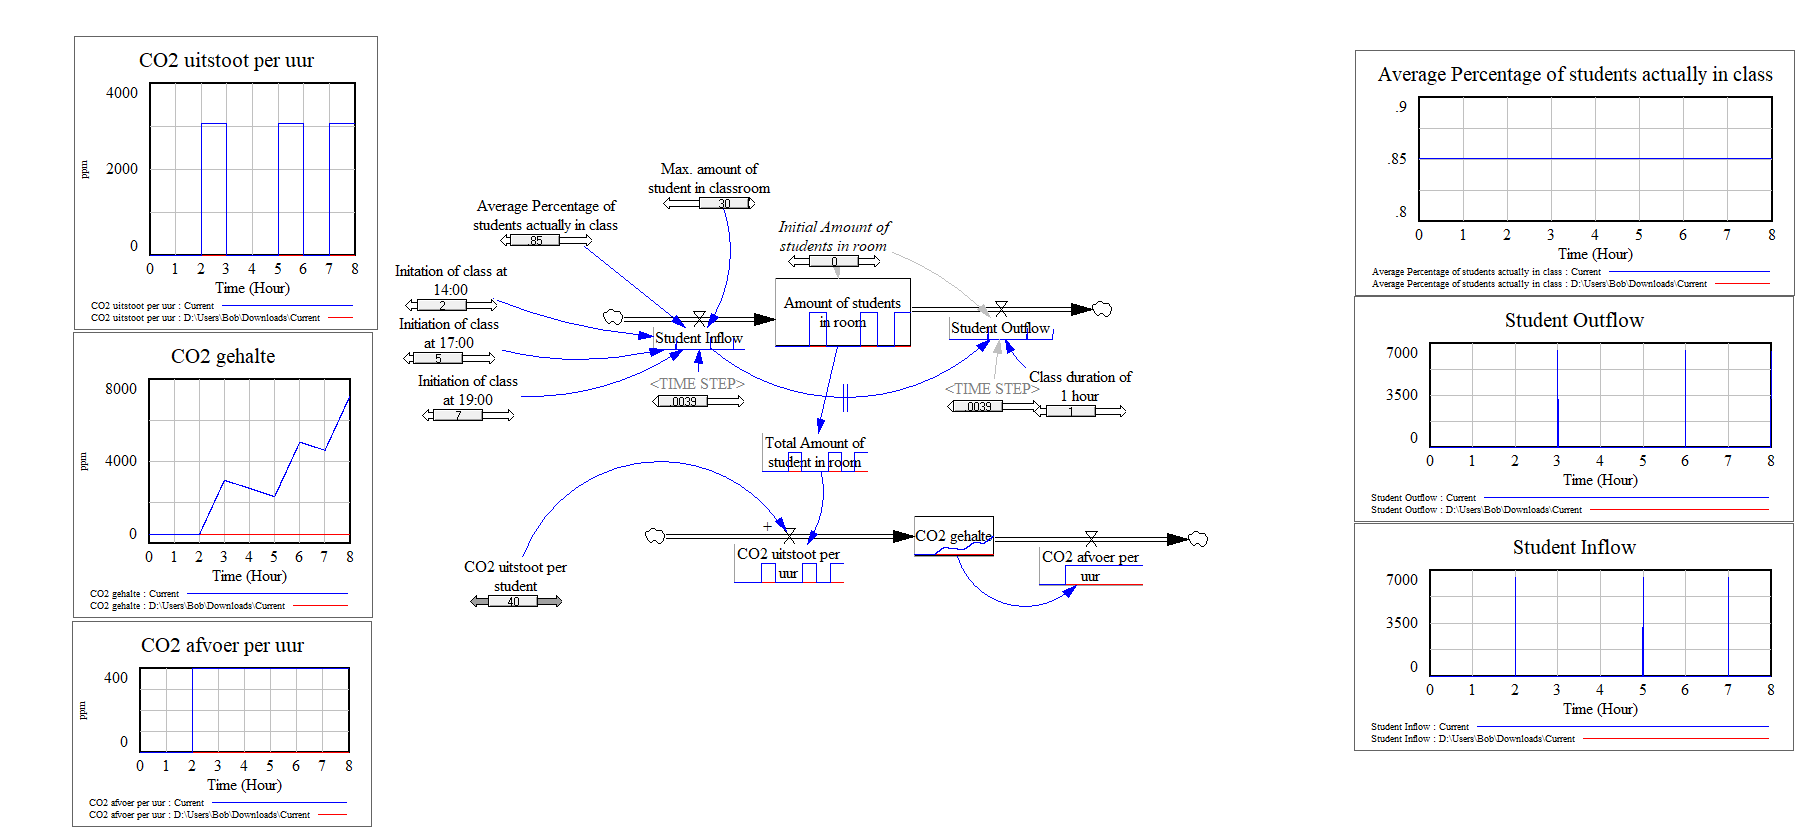 CO2 uitstoot per uur
4000
2000
0
ppm
0 1 2 3 4 5 6 7 8
Time (Hour)
CO2 uitstoot per uur : Current
CO2 uitstoot per uur : D:\Users\Bob\Downloads\Current
CO2 gehalte
8000
4000
0
ppm
0 1 2 3 4 5 6 7 8
Time (Hour)
CO2 gehalte : Current
CO2 gehalte : D:\Users\Bob\Downloads\Current
CO2 afvoer per uur
400
0
ppm
0 1 2 3 4 5 6 7 8
Time (Hour)
CO2 afvoer per uur : Current
CO2 afvoer per uur : D:\Users\Bob\Downloads\Current
Max. amount of
student in classroom
30
Average Percentage of
students actually in class
.85
Initial Amount of
students in room
0
Initation of class at
14:00
2
Initiation of class
at 17:00
5
Initiation of class
at 19:00
7
Student Inflow
<TIME STEP>
.0039
Amount of students
in room
Student Outflow
<TIME STEP>
.0039
Class duration of
1 hour
1
Total Amount of
student in room
+
CO2 uitstoot per
uur
CO2 gehalte
CO2 afvoer per
uur
CO2 uitstoot per
student
40
Average Percentage of students actually in class
.9
.85
.8
0 1 2 3 4 5 6 7 8
Time (Hour)
Average Percentage of students actually in class : Current
Average Percentage of students actually in class : D:\Users\Bob\Downloads\Current
Student Outflow
7000
3500
0
0 1 2 3 4 5 6 7 8
Time (Hour)
Student Outflow : Current
Student Outflow : D:\Users\Bob\Downloads\Current
Student Inflow
7000
3500
0
0 1 2 3 4 5 6 7 8
Time (Hour)
Student Inflow : Current
Student Inflow : D:\Users\Bob\Downloads\Current